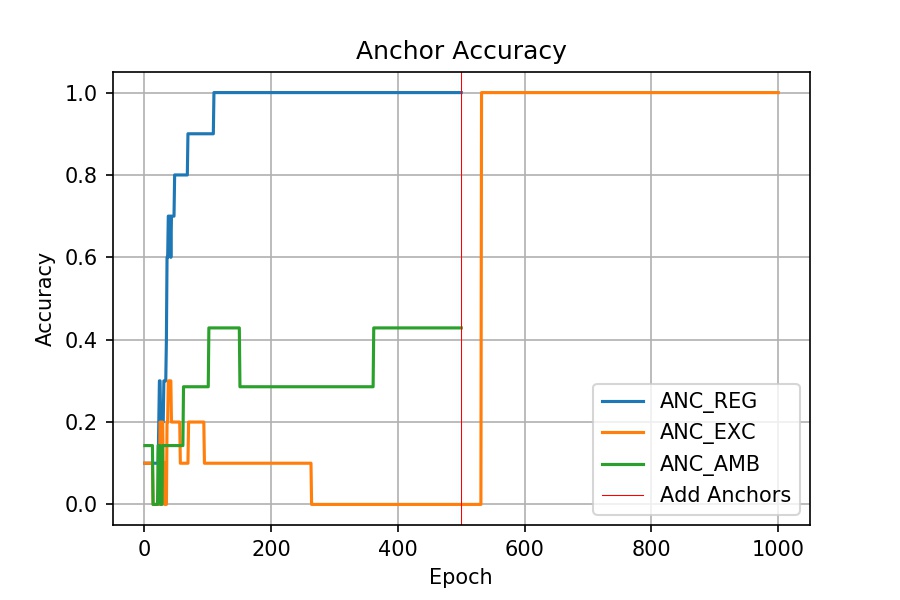 Anchor Accuracy
1.0
0.8
0.6
0.4
0.2
0.0
Accuracy
ANC_REG
ANC_EXC
ANC_AMB
Add Anchors
0 200 400 600 800 1000
Epoch